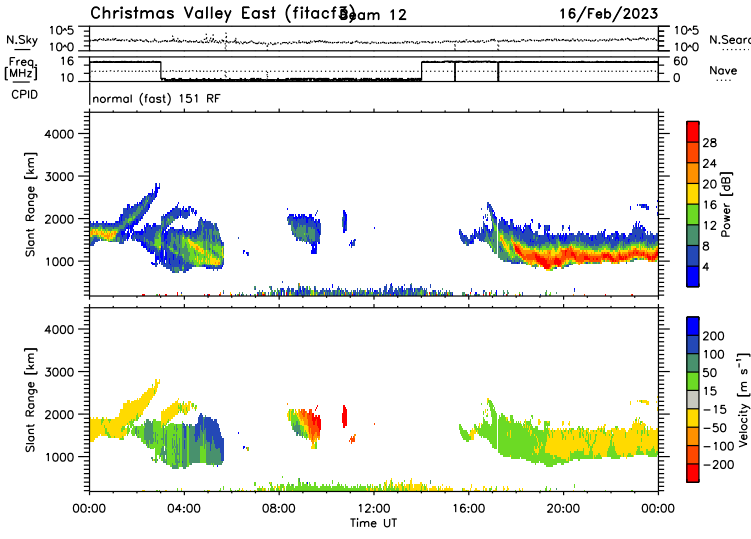 Christmas Valley East (fitacf3) Beam 12 16/Feb/2023
N.Sky 10^5 10^0 10^5 10^0 N.Sear
Freq. [MHz] 16 10 60 0 Nave
CPID normal (fast) 151 RF
Slant Range [km] 4000 3000 2000 1000
Power [dB] 28 24 20 16 12 8 4
Slant Range [km] 4000 3000 2000 1000
Velocity [m s⁻¹] 200 100 50 15 −15 −50 −100 −200
00:00 04:00 08:00 12:00 16:00 20:00 00:00
Time UT